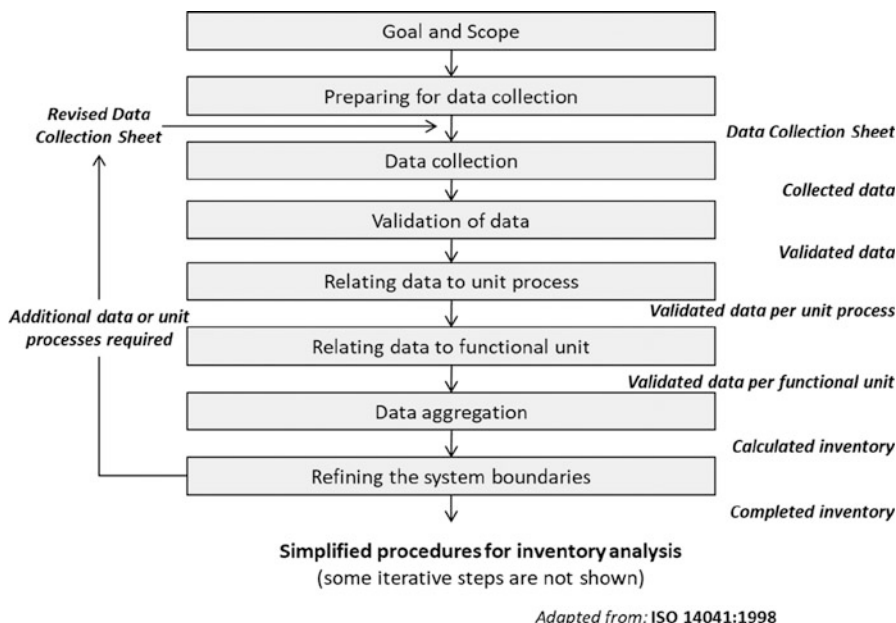 Goal and Scope
Preparing for data collection
Revised Data
Collection Sheet
Data Collection Sheet
Data collection
Collected data
Validation of data
Validated data
Relating data to unit process
Validated data per unit process
Additional data or unit
processes required
Relating data to functional unit
Validated data per functional unit
Data aggregation
Calculated inventory
Refining the system boundaries
Completed inventory
Simplified procedures for inventory analysis
(some iterative steps are not shown)
Adapted from: ISO 14041:1998